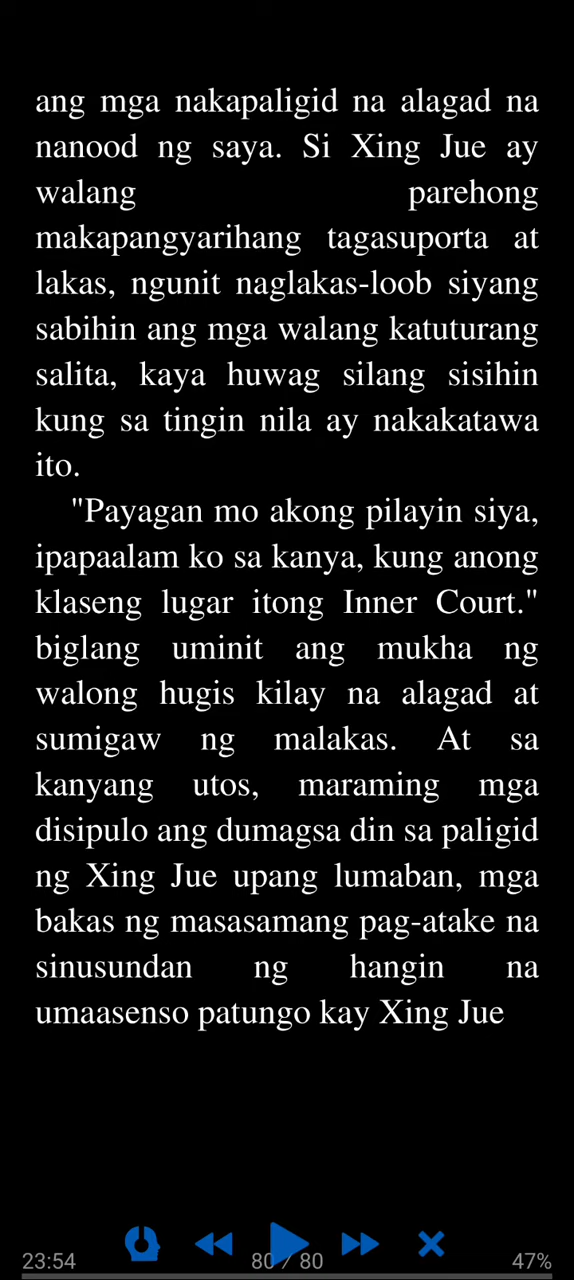 ang mga nakapaligid na alagad na
nanood ng saya. Si Xing Jue ay
walang parehong
makapangyarihang tagasuporta at
lakas, ngunit naglakas-loob siyang
sabihin ang mga walang katuturang
salita, kaya huwag silang sisihin
kung sa tingin nila ay nakakatawa
ito.
"Payagan mo akong pilayin siya,
ipapaalam ko sa kanya, kung anong
klaseng lugar itong Inner Court."
biglang uminit ang mukha ng
walong hugis kilay na alagad at
sumigaw ng malakas. At sa
kanyang utos, maraming mga
disipulo ang dumagsa din sa paligid
ng Xing Jue upang lumaban, mga
bakas ng masasamang pag-atake na
sinusundan ng hangin na
umaasenso patungo kay Xing Jue
23:54 80 / 80 47%